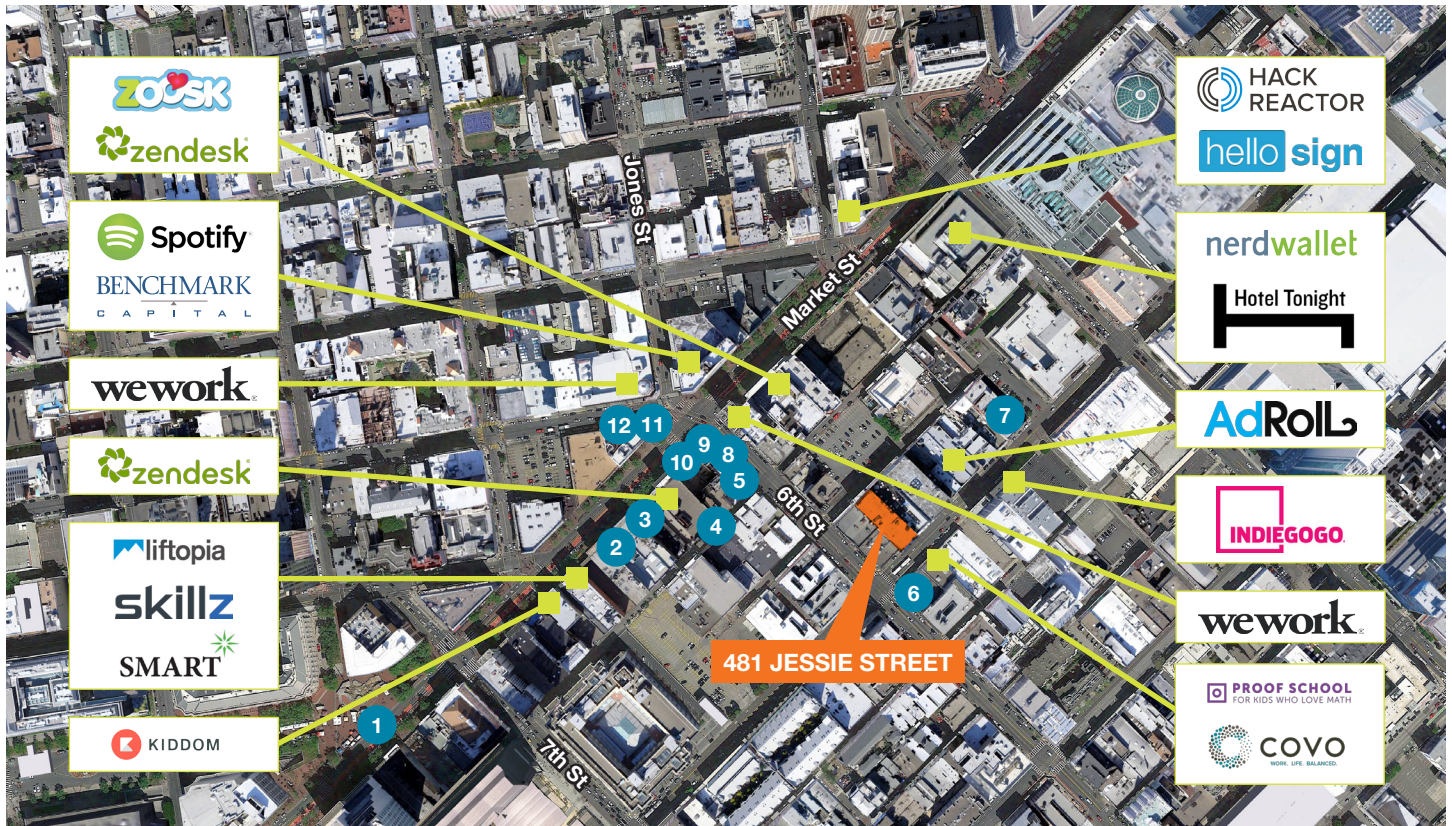 ZOOSK
zendesk
Spotify
BENCHMARK
CAPITAL
wework
zendesk
liftopia
skillz
SMART
KIDDOM
HACK
REACTOR
hello sign
nerdwallet
Hotel Tonight
AdRoll
INDIEGOGO
wework
PROOF SCHOOL
FOR KIDS WHO LOVE MATH
COVO
WORK. LIFE. BALANCED.
Jones St
Market St
6th St
7th St
481 JESSIE STREET
12
11
9
10
8
5
7
3
4
2
6
1